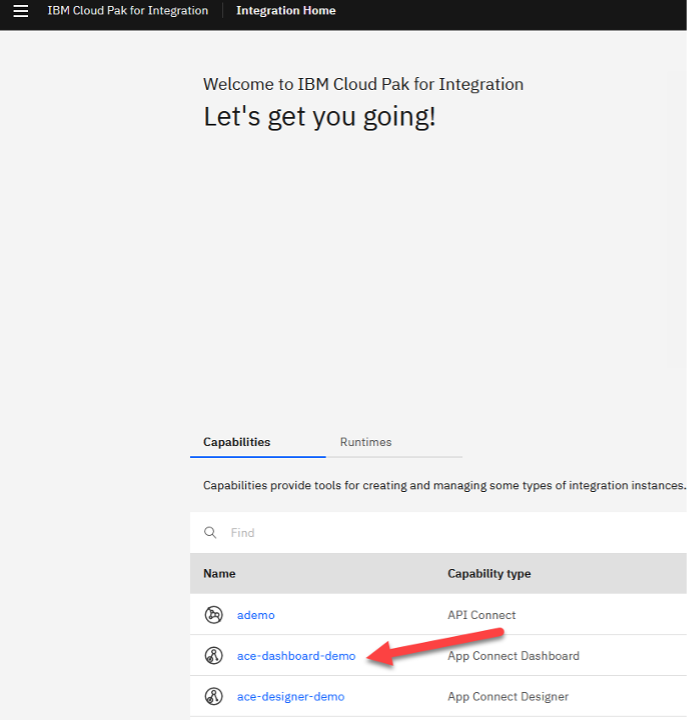 IBM Cloud Pak for Integration Integration Home
Welcome to IBM Cloud Pak for Integration
Let's get you going!
Capabilities Runtimes
Capabilities provide tools for creating and managing some types of integration instances.
Find
Name Capability type
ademo API Connect
ace-dashboard-demo App Connect Dashboard
ace-designer-demo App Connect Designer